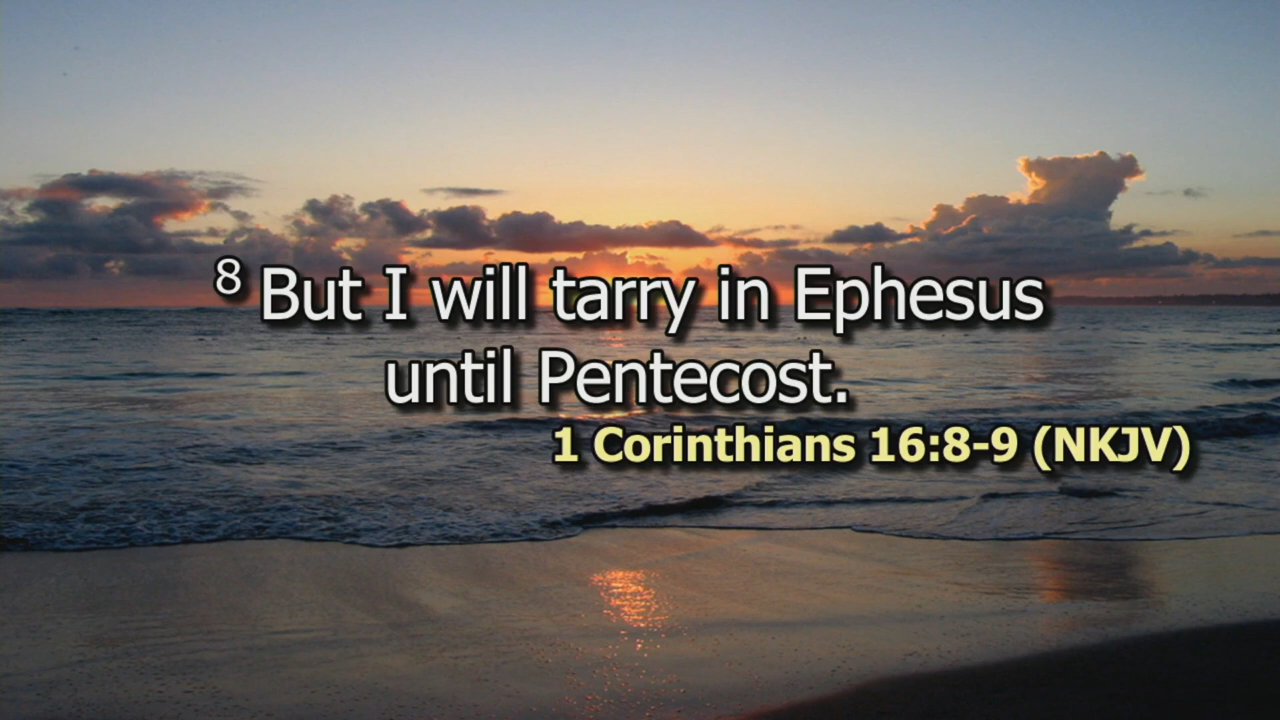 8 But I will tarry in Ephesus
until Pentecost.
1 Corinthians 16:8-9 (NKJV)